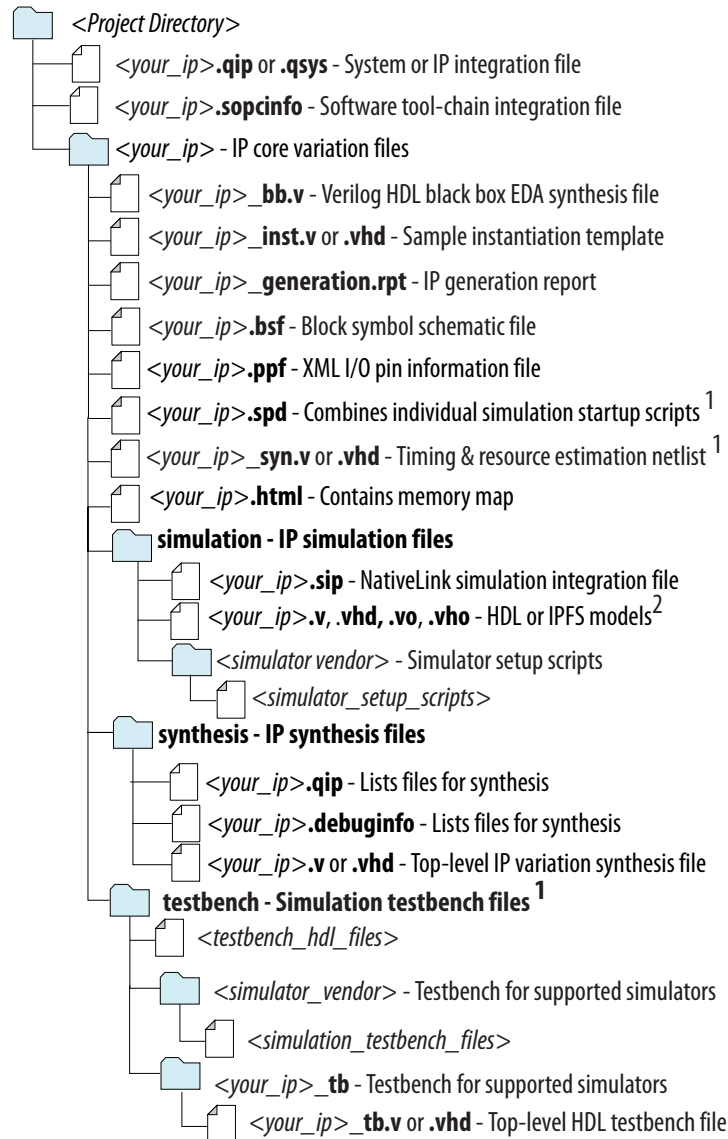 <Project Directory>
<your_ip>.qip or .qsys - System or IP integration file
<your_ip>.sopcinfo - Software tool-chain integration file
<your_ip> - IP core variation files
<your_ip>_bb.v - Verilog HDL black box EDA synthesis file
<your_ip>_inst.v or .vhd - Sample instantiation template
<your_ip>_generation.rpt - IP generation report
<your_ip>.bsf - Block symbol schematic file
<your_ip>.ppf - XML I/O pin information file
<your_ip>.spd - Combines individual simulation startup scripts 1
<your_ip>_syn.v or .vhd - Timing & resource estimation netlist 1
<your_ip>.html - Contains memory map
simulation - IP simulation files
<your_ip>.sip - NativeLink simulation integration file
<your_ip>.v, .vhd, .vo, .vho - HDL or IPFS models2
<simulator vendor> - Simulator setup scripts
<simulator_setup_scripts>
synthesis - IP synthesis files
<your_ip>.qip - Lists files for synthesis
<your_ip>.debuginfo - Lists files for synthesis
<your_ip>.v or .vhd - Top-level IP variation synthesis file
testbench - Simulation testbench files 1
<testbench_hdl_files>
<simulator_vendor> - Testbench for supported simulators
<simulation_testbench_files>
<your_ip>_tb - Testbench for supported simulators
<your_ip>_tb.v or .vhd - Top-level HDL testbench file